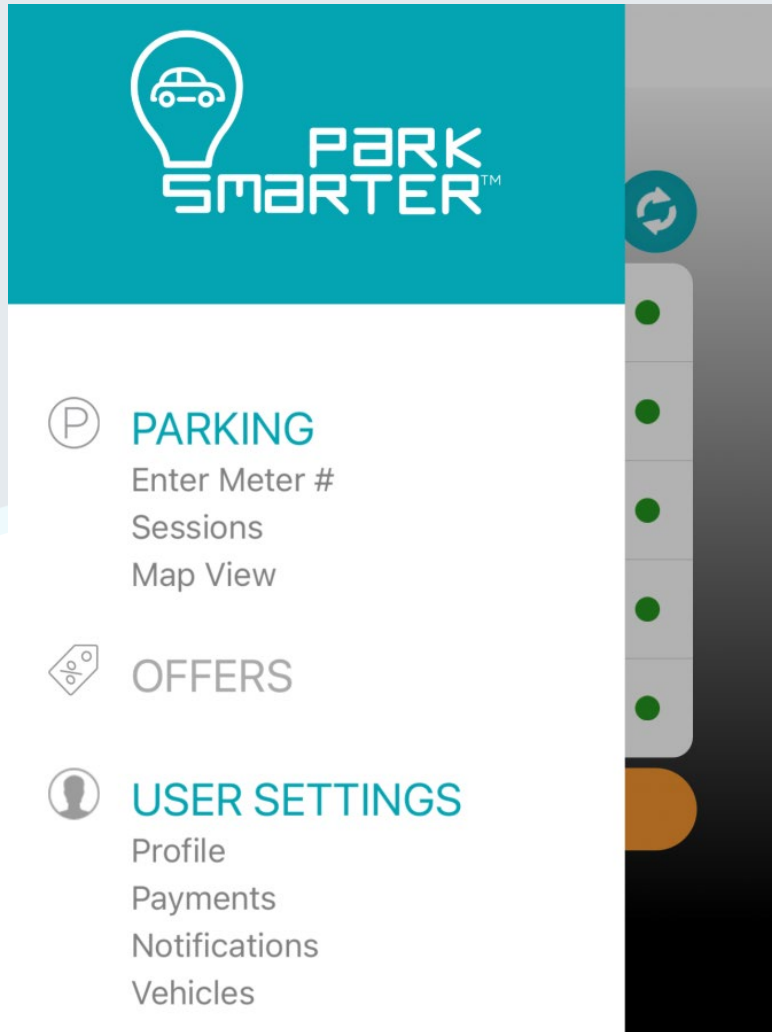 PARK
SMARTER™
P
PARKING
Enter Meter #
Sessions
Map View
%
OFFERS
USER SETTINGS
Profile
Payments
Notifications
Vehicles